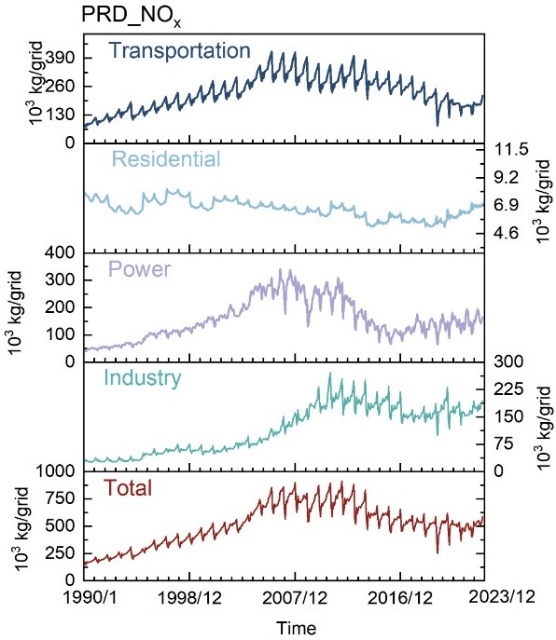 PRD_NOx
Transportation
390
260
130
0
10³ kg/grid
Residential
11.5
9.2
6.9
4.6
10³ kg/grid
Power
400
300
200
100
0
10³ kg/grid
Industry
300
225
150
75
0
10³ kg/grid
Total
1000
750
500
250
0
10³ kg/grid
1990/1 1998/12 2007/12 2016/12 2023/12
Time